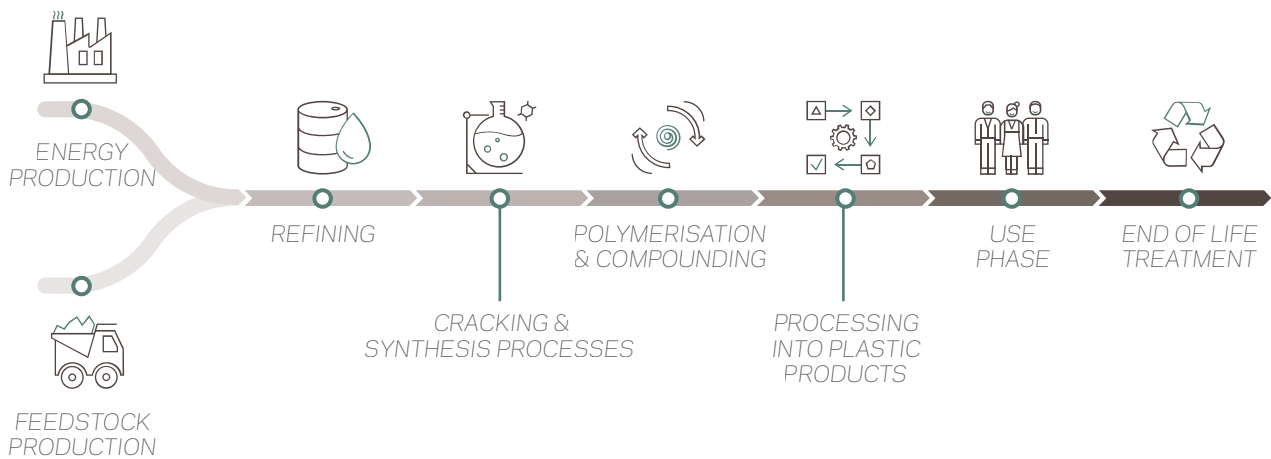 ENERGY
PRODUCTION
FEEDSTOCK
PRODUCTION
REFINING
CRACKING &
SYNTHESIS PROCESSES
POLYMERISATION
& COMPOUNDING
PROCESSING
INTO PLASTIC
PRODUCTS
USE
PHASE
END OF LIFE
TREATMENT